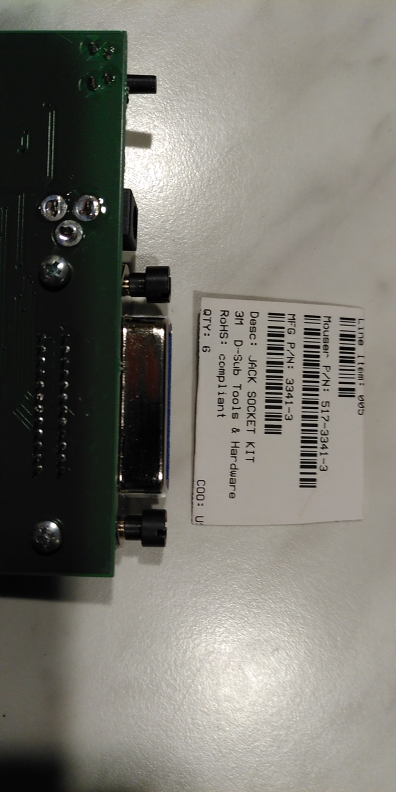 Line Item: 005
Mouser P/N: 517-3341-3
MFG P/N: 3341-3
Desc: JACK SOCKET KIT
3M D-Sub Tools & Hardware
RoHS: compliant
QTY: 6 COO: U